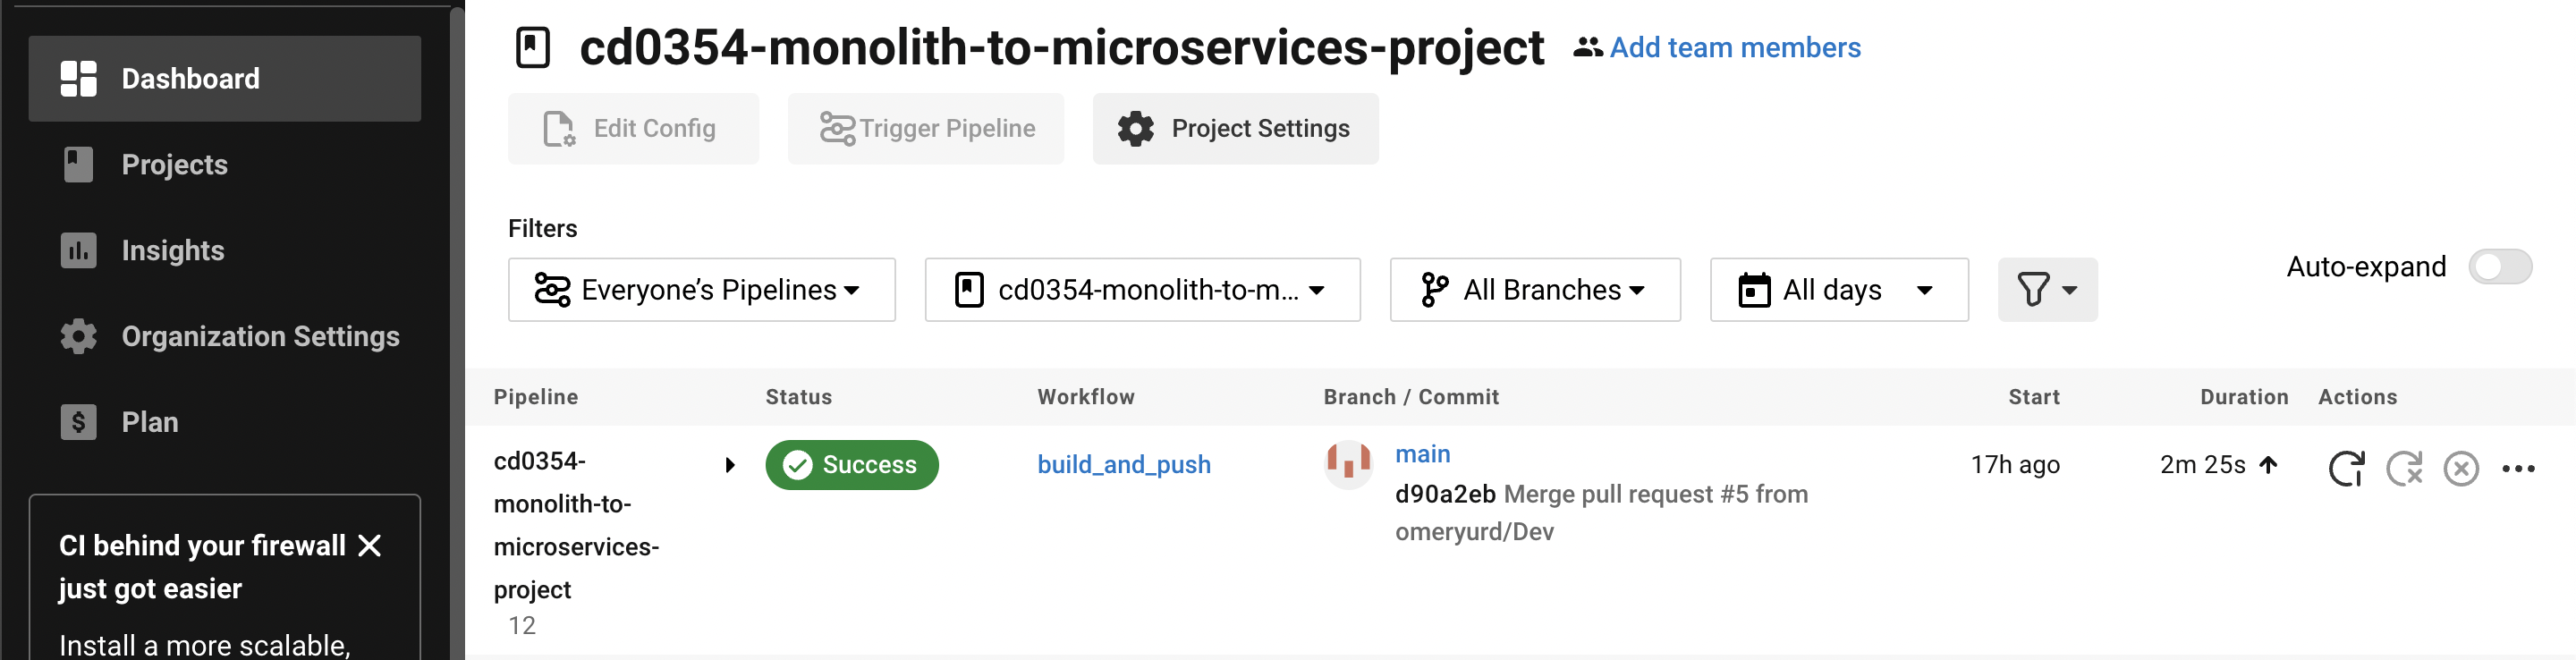 Dashboard
Projects
Insights
Organization Settings
Plan
CI behind your firewall
just got easier
Install a more scalable,
cd0354-monolith-to-microservices-project
Add team members
Edit Config
Trigger Pipeline
Project Settings
Filters
Everyone’s Pipelines
cd0354-monolith-to-m...
All Branches
All days
Auto-expand
Pipeline
Status
Workflow
Branch / Commit
Start
Duration
Actions
cd0354-
monolith-to-
microservices-
project
12
Success
build_and_push
main
d90a2eb Merge pull request #5 from
omeryurd/Dev
17h ago
2m 25s